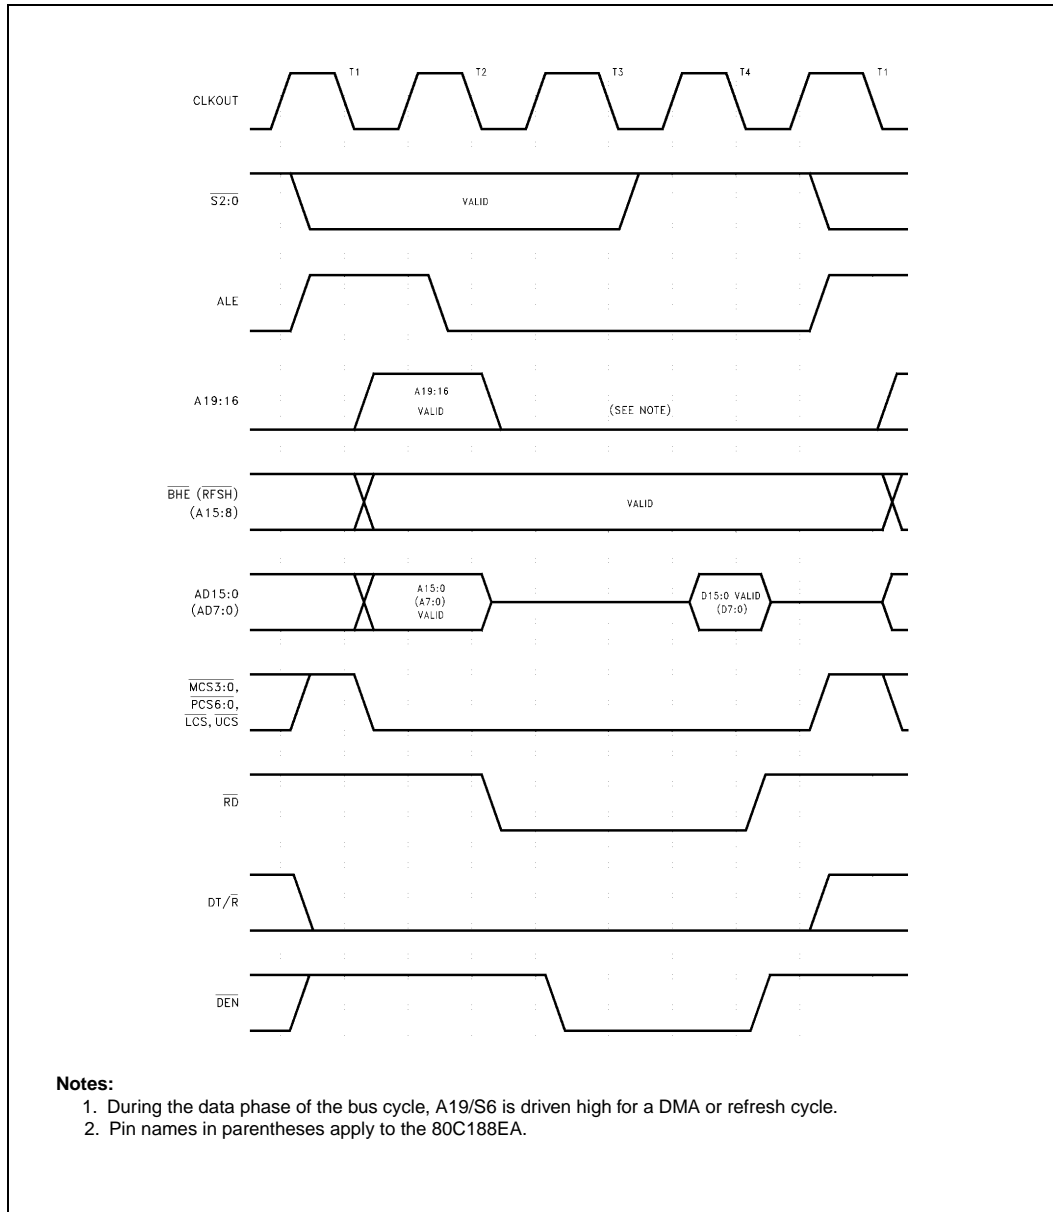 T1 T2 T3 T4 T1
CLKOUT
S2:0
VALID
ALE
A19:16
A19:16
VALID
(SEE NOTE)
BHE (RFSH)
(A15:8)
VALID
AD15:0
(AD7:0)
A15:0
(A7:0)
VALID
D15:0 VALID
(D7:0)
MCS3:0,
PCS6:0,
LCS, UCS
RD
DT/R
DEN
Notes:
1. During the data phase of the bus cycle, A19/S6 is driven high for a DMA or refresh cycle.
2. Pin names in parentheses apply to the 80C188EA.